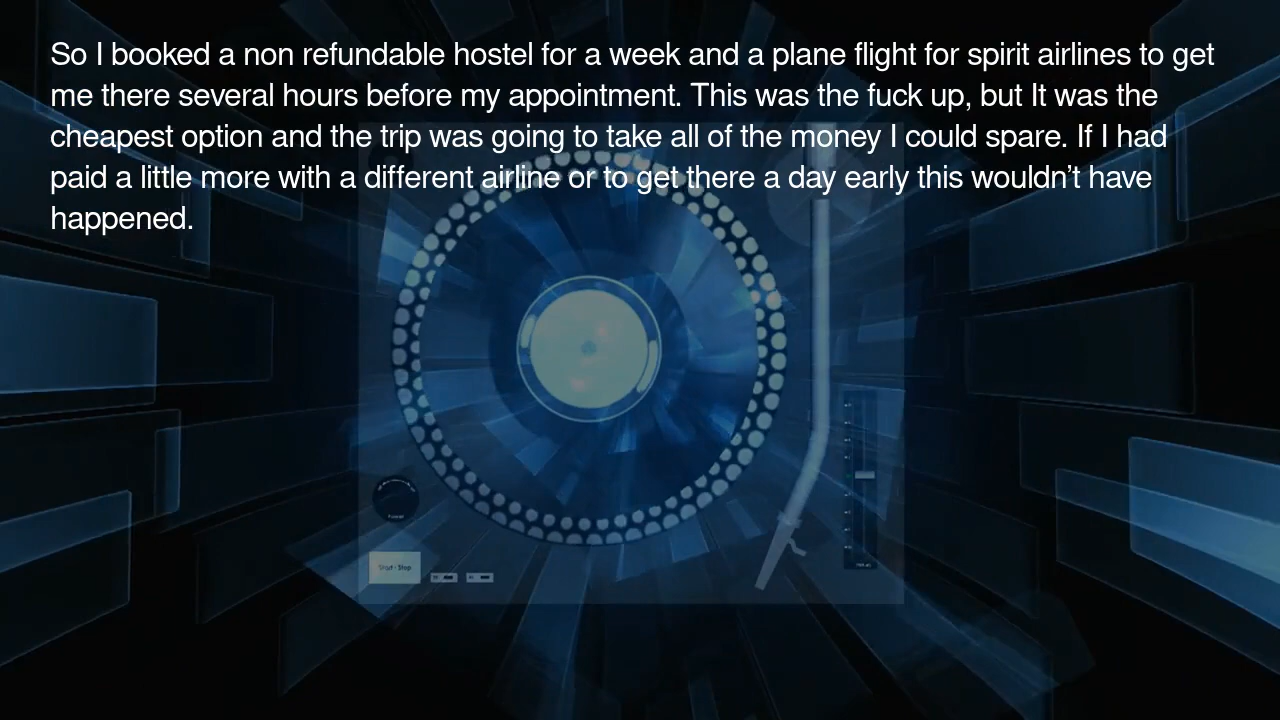 So I booked a non refundable hostel for a week and a plane flight for spirit airlines to get
me there several hours before my appointment. This was the fuck up, but It was the
cheapest option and the trip was going to take all of the money I could spare. If I had
paid a little more with a different airline or to get there a day early this wouldn’t have
happened.
Start · Stop